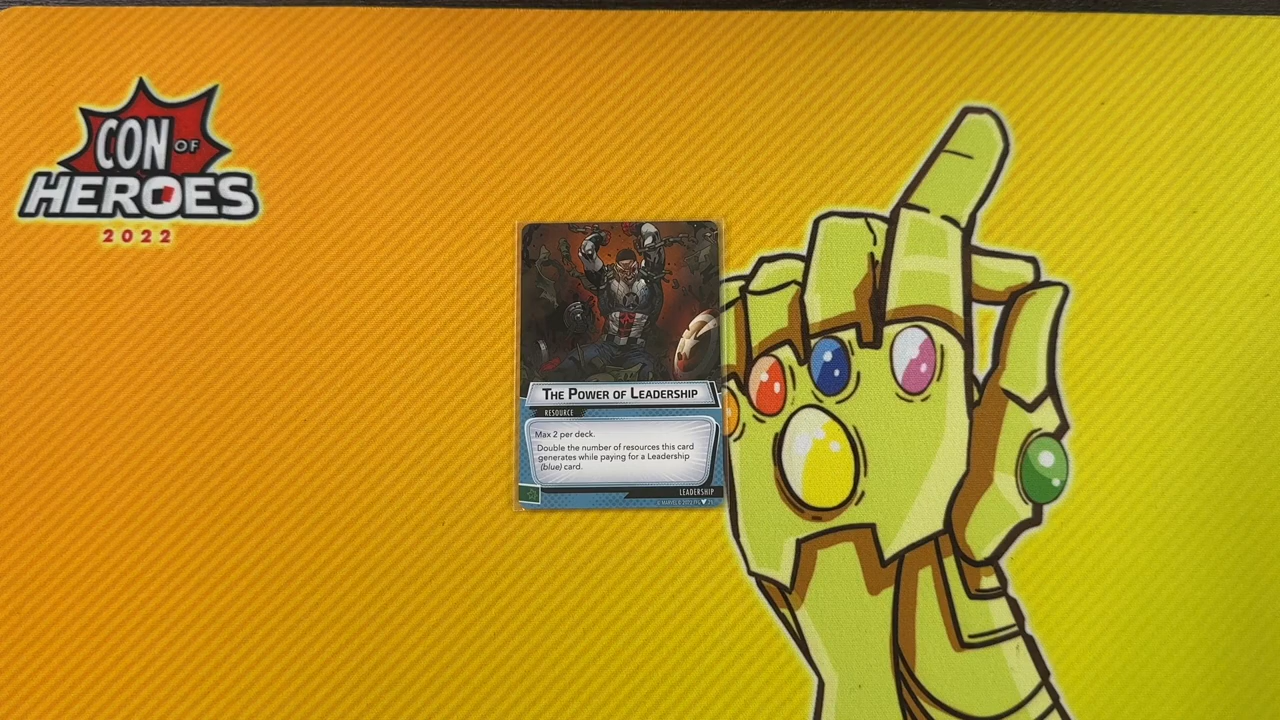 CON OF
HEROES
2022
THE POWER OF LEADERSHIP
RESOURCE
Max 2 per deck.
Double the number of resources this card
generates while paying for a Leadership
(blue) card.
LEADERSHIP